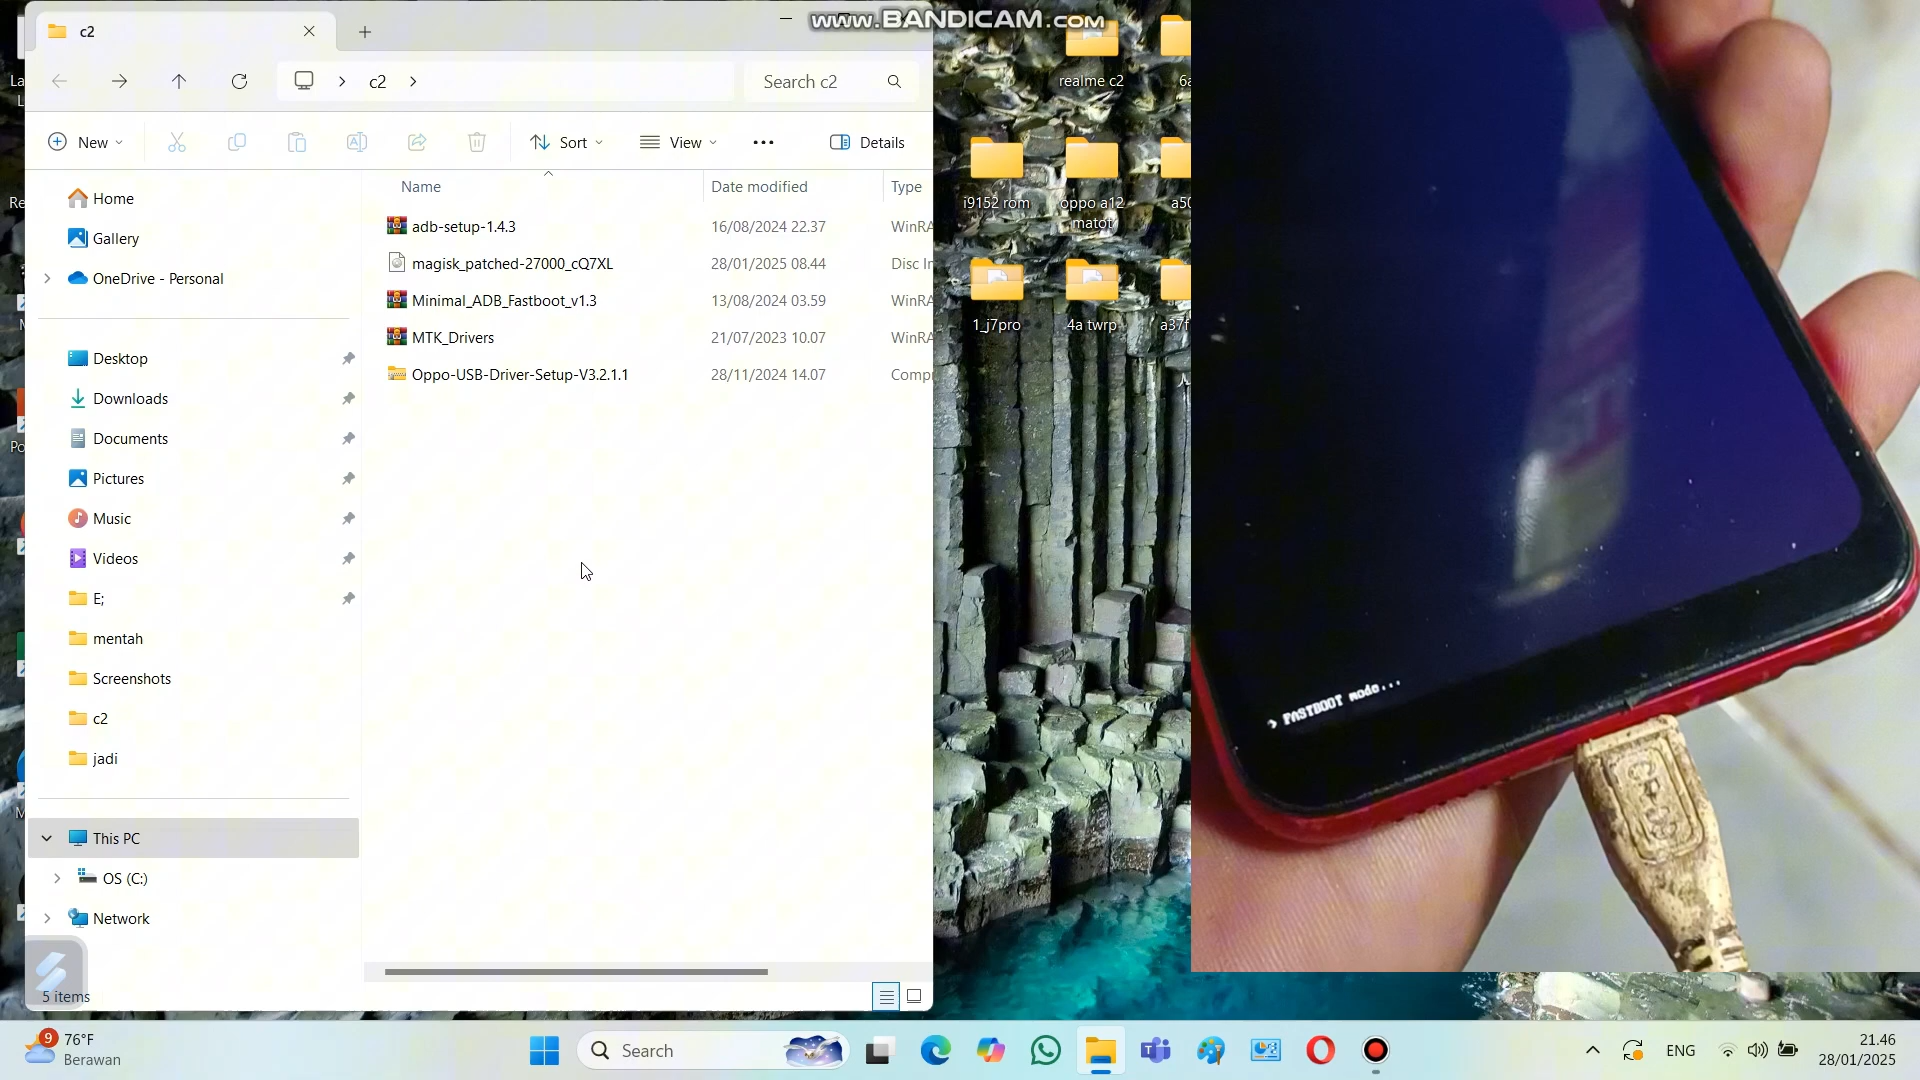 c2
www.BANDICAM.com
c2
Search c2
New
Sort
View
Details
Name
Date modified
Type
Home
Gallery
OneDrive - Personal
Desktop
Downloads
Documents
Pictures
Music
Videos
E;
mentah
Screenshots
c2
jadi
This PC
OS (C:)
Network
5 items
adb-setup-1.4.3
16/08/2024 22.37
WinRA
magisk_patched-27000_cQ7XL
28/01/2025 08.44
Disc In
Minimal_ADB_Fastboot_v1.3
13/08/2024 03.59
WinRA
MTK_Drivers
21/07/2023 10.07
WinRA
Oppo-USB-Driver-Setup-V3.2.1.1
28/11/2024 14.07
Compr
realme c2
i9152 rom
oppo a12
matot
a50
1_j7pro
4a twrp
a37f
> FASTBOOT mode...
76°F
Berawan
9
Search
ENG
21.46
28/01/2025